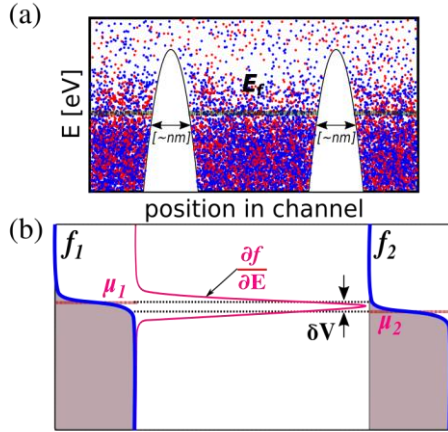 (a)
E [eV]
E_f
[~nm]
[~nm]
position in channel
(b)
f_1
μ_1
∂f
∂E
δV
f_2
μ_2